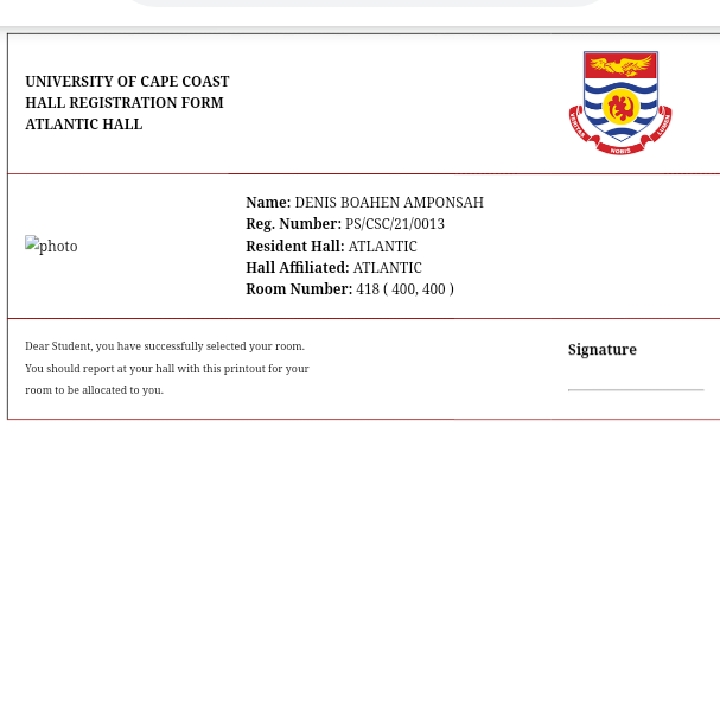 UNIVERSITY OF CAPE COAST
HALL REGISTRATION FORM
ATLANTIC HALL
VERITAS NOBIS LUMEN
photo
Name: DENIS BOAHEN AMPONSAH
Reg. Number: PS/CSC/21/0013
Resident Hall: ATLANTIC
Hall Affiliated: ATLANTIC
Room Number: 418 ( 400, 400 )
Dear Student, you have successfully selected your room.
You should report at your hall with this printout for your
room to be allocated to you.
Signature